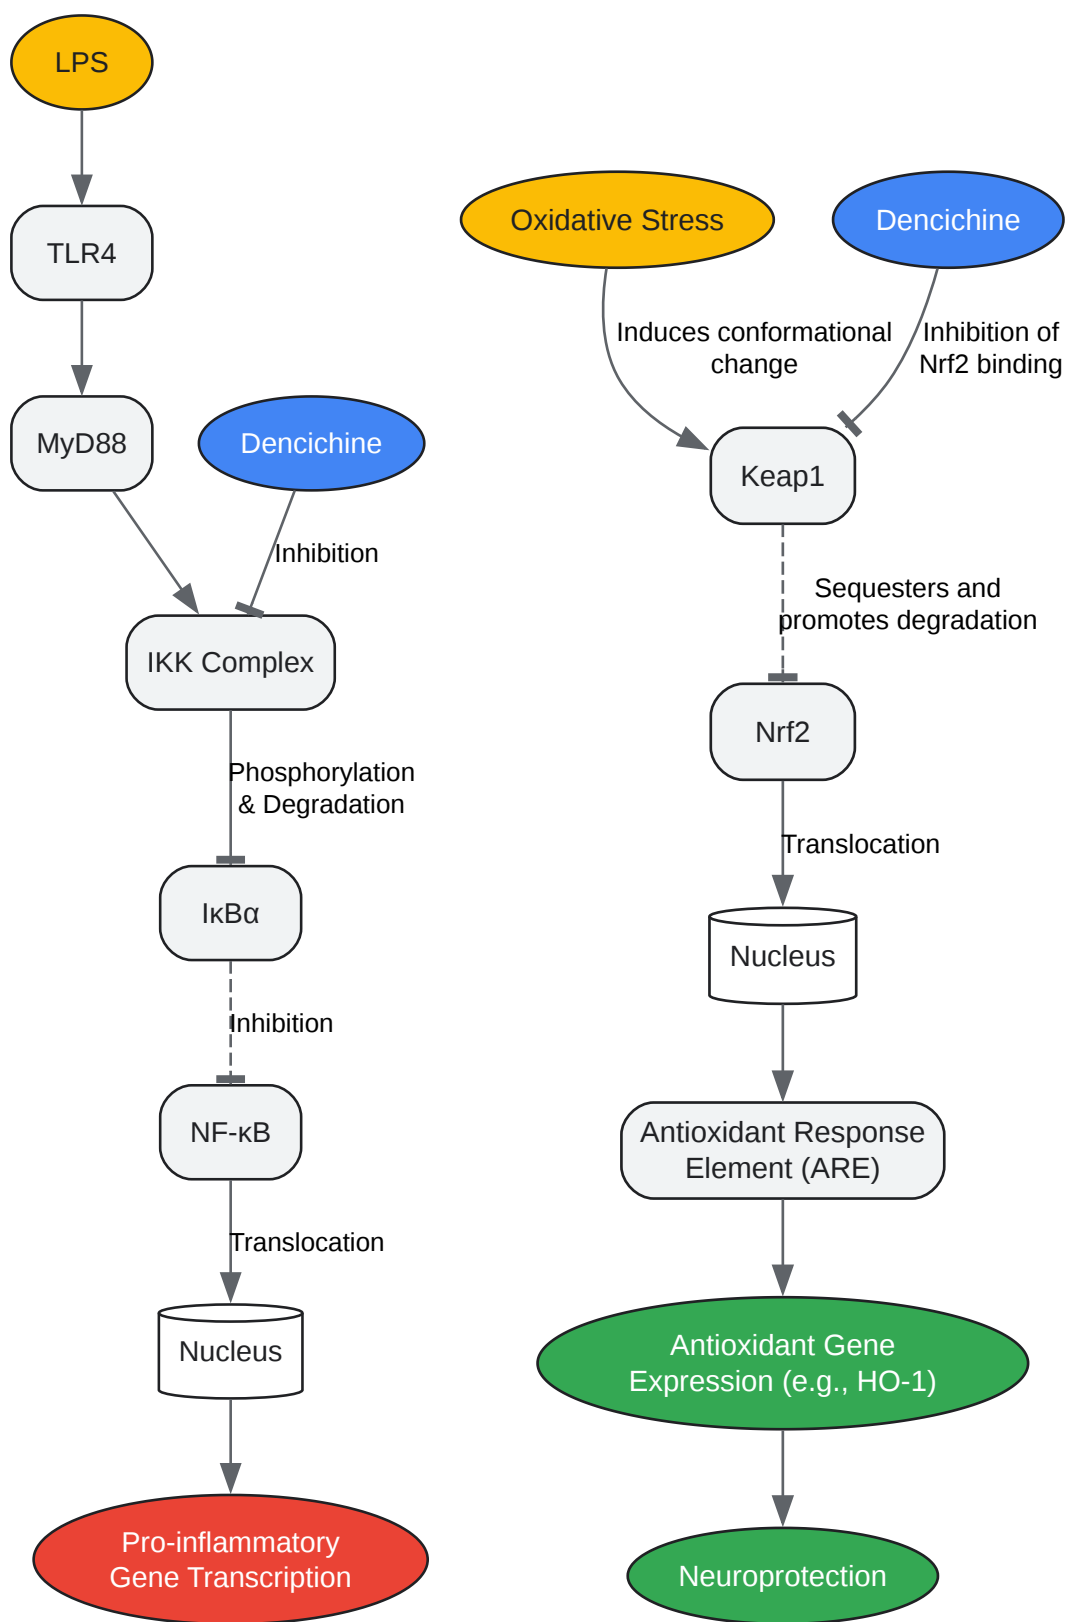 LPS
TLR4
MyD88
Dencichine
Inhibition
IKK Complex
Phosphorylation
& Degradation
IκBα
Inhibition
NF-κB
Translocation
Nucleus
Pro-inflammatory
Gene Transcription
Oxidative Stress
Dencichine
Induces conformational
change
Inhibition of
Nrf2 binding
Keap1
Sequesters and
promotes degradation
Nrf2
Translocation
Nucleus
Antioxidant Response
Element (ARE)
Antioxidant Gene
Expression (e.g., HO-1)
Neuroprotection